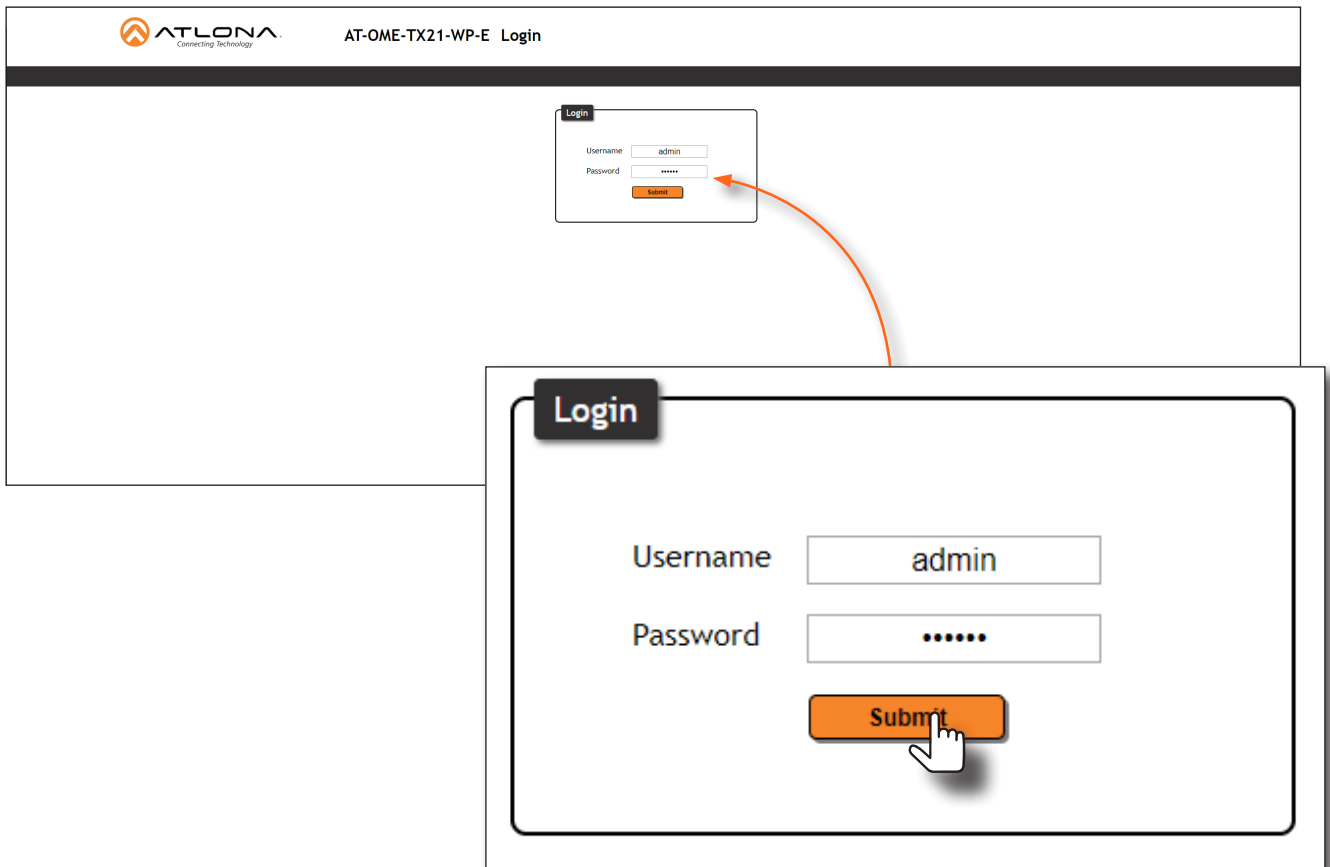 ATLONA.
Connecting Technology
AT-OME-TX21-WP-E Login
Login
Username admin
Password ••••••
Submit
Login
Username admin
Password ••••••
Submit